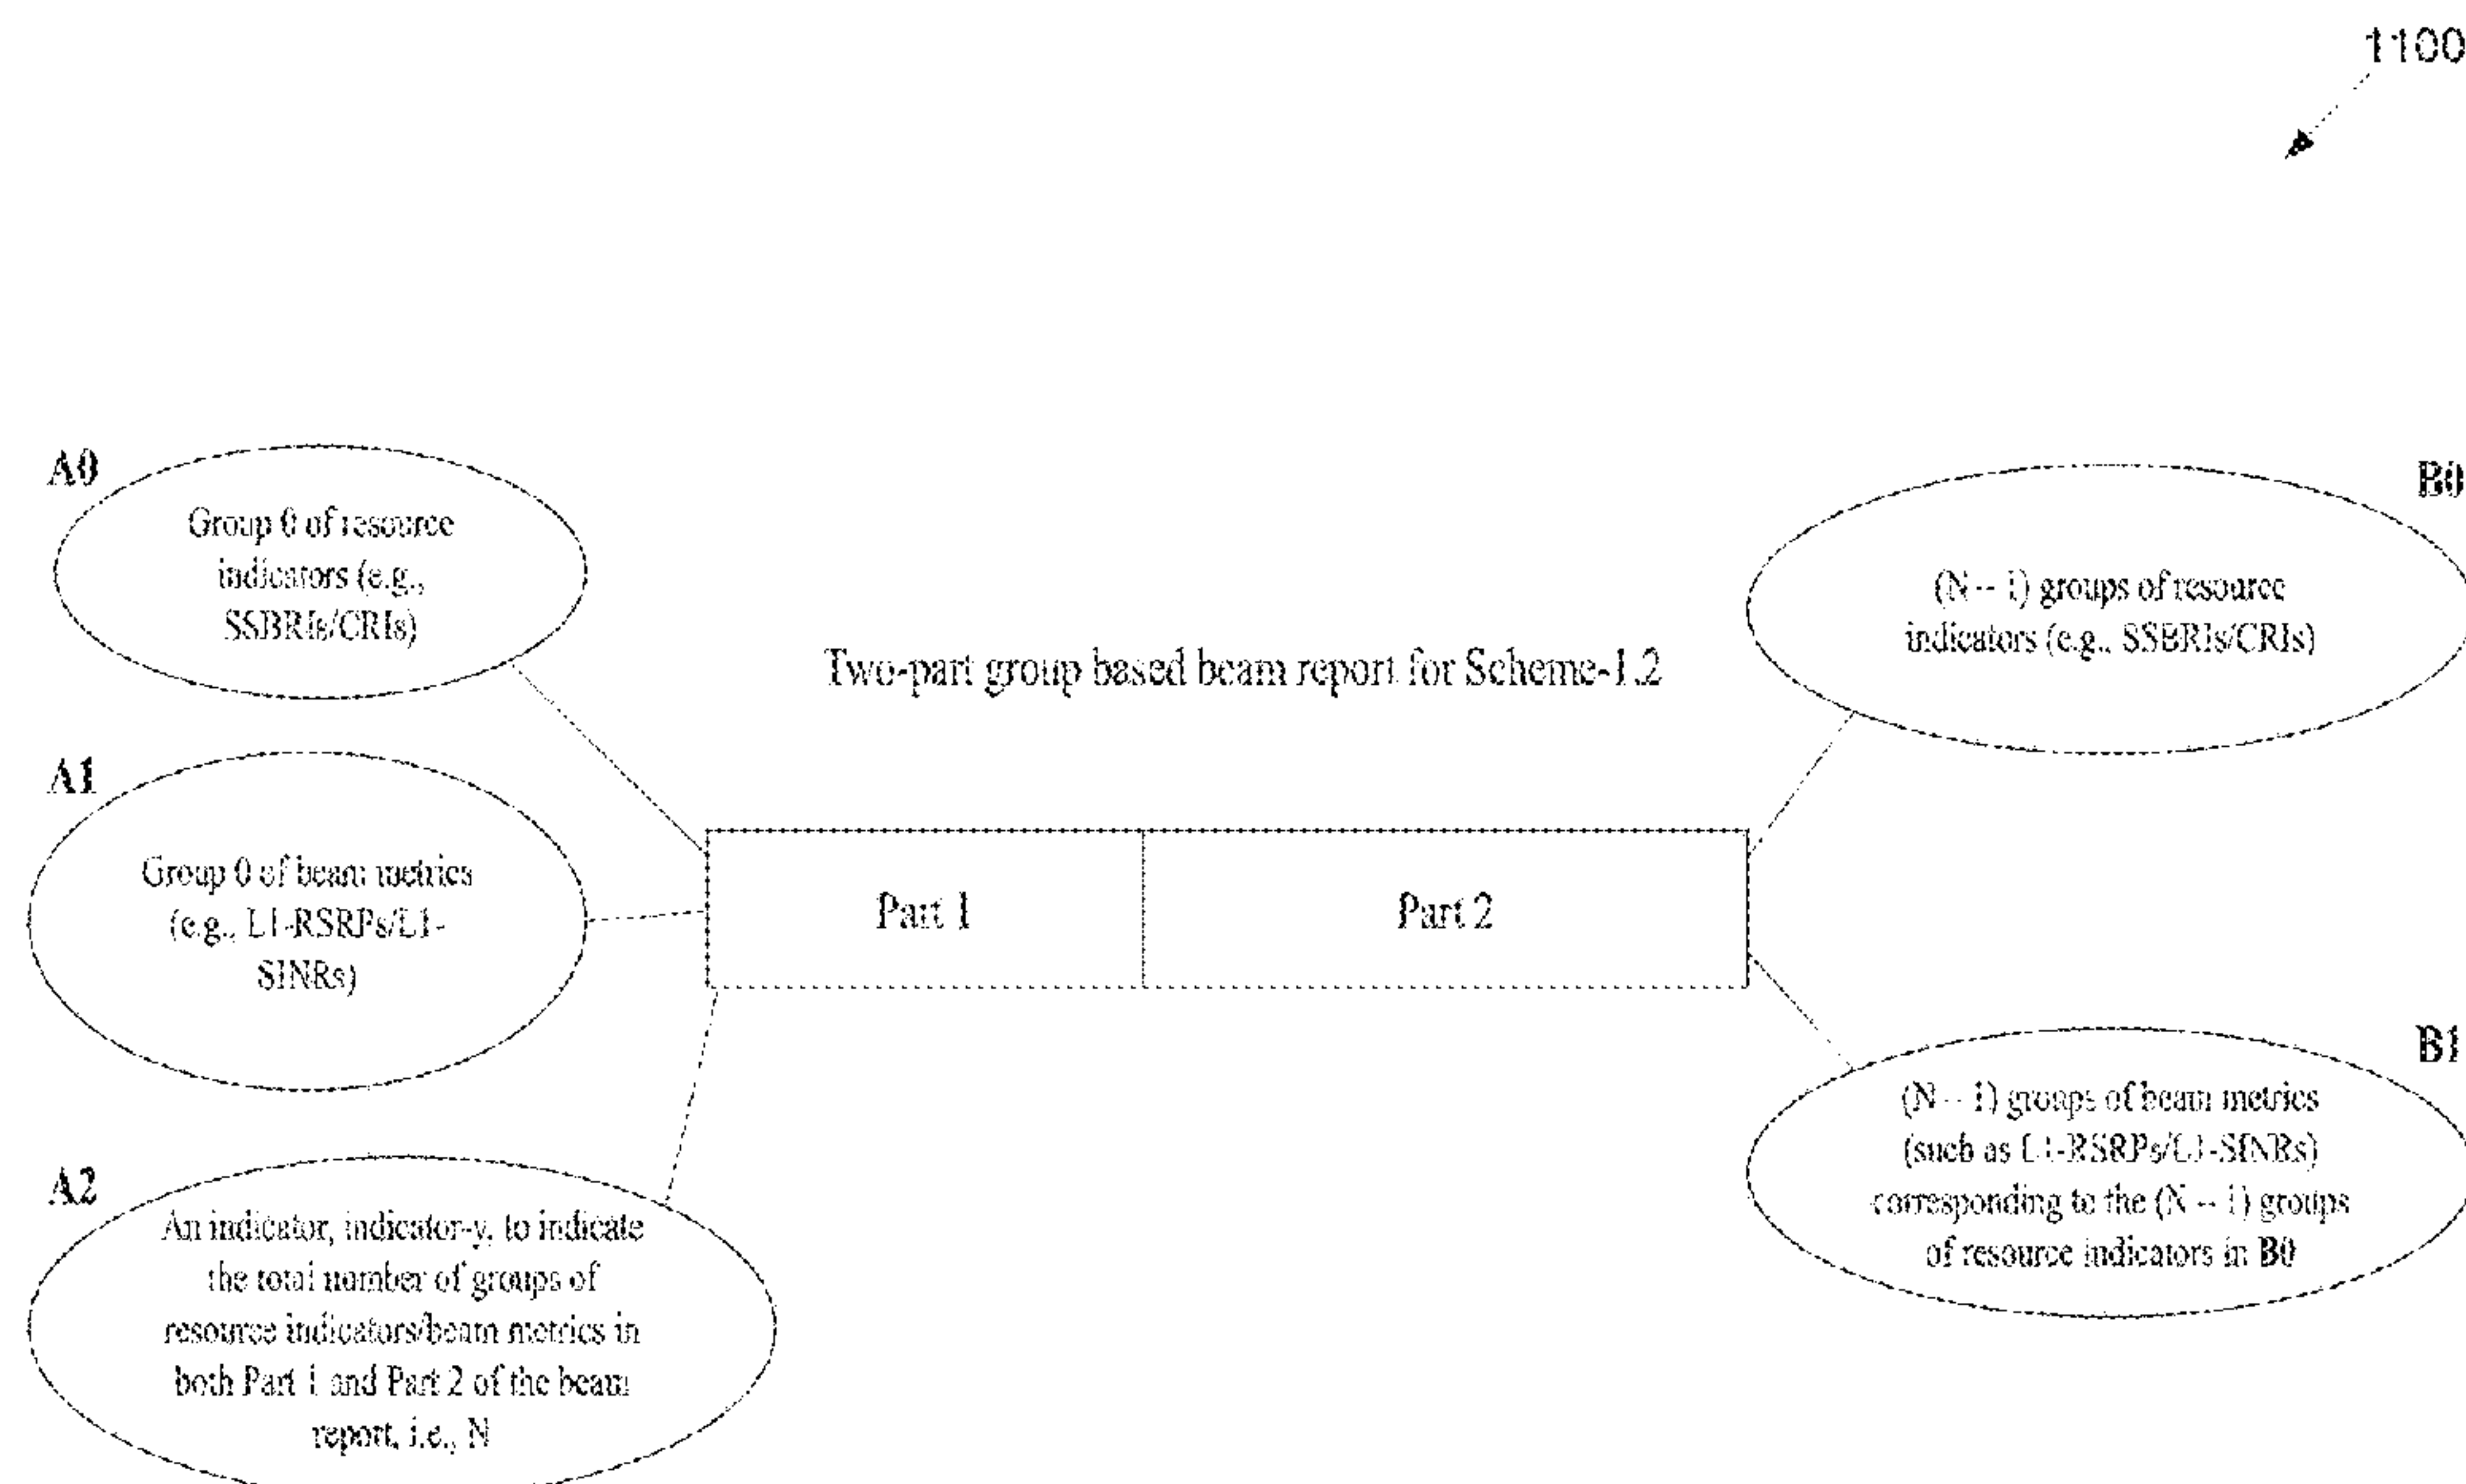 1100
A0
Group 0 of resource
indicators (e.g.,
SSBRIs/CRIs)
A1
Group 0 of beam metrics
(e.g., L1-RSRPs/L1-
SINRs)
A2
An indicator, indicator-y, to indicate
the total number of groups of
resource indicators/beam metrics in
both Part 1 and Part 2 of the beam
report, i.e., N
Two-part group based beam report for Scheme-1.2
Part 1
Part 2
B0
(N – 1) groups of resource
indicators (e.g., SSBRIs/CRIs)
B1
(N – 1) groups of beam metrics
(such as L1-RSRPs/L1-SINRs)
corresponding to the (N – 1) groups
of resource indicators in B0